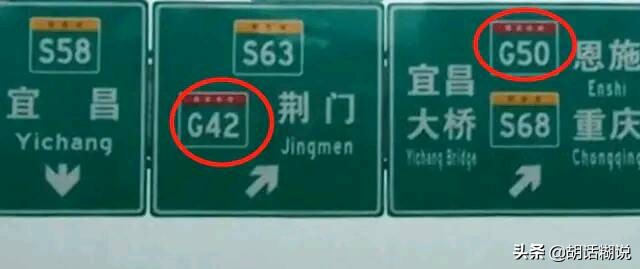 S58
宜昌
Yichang
S63
G42
荆门
Jingmen
G50
恩施
Enshi
宜昌
大桥
Yichang Bridge
S68
重庆
Chongqing
头条 @胡话糊说